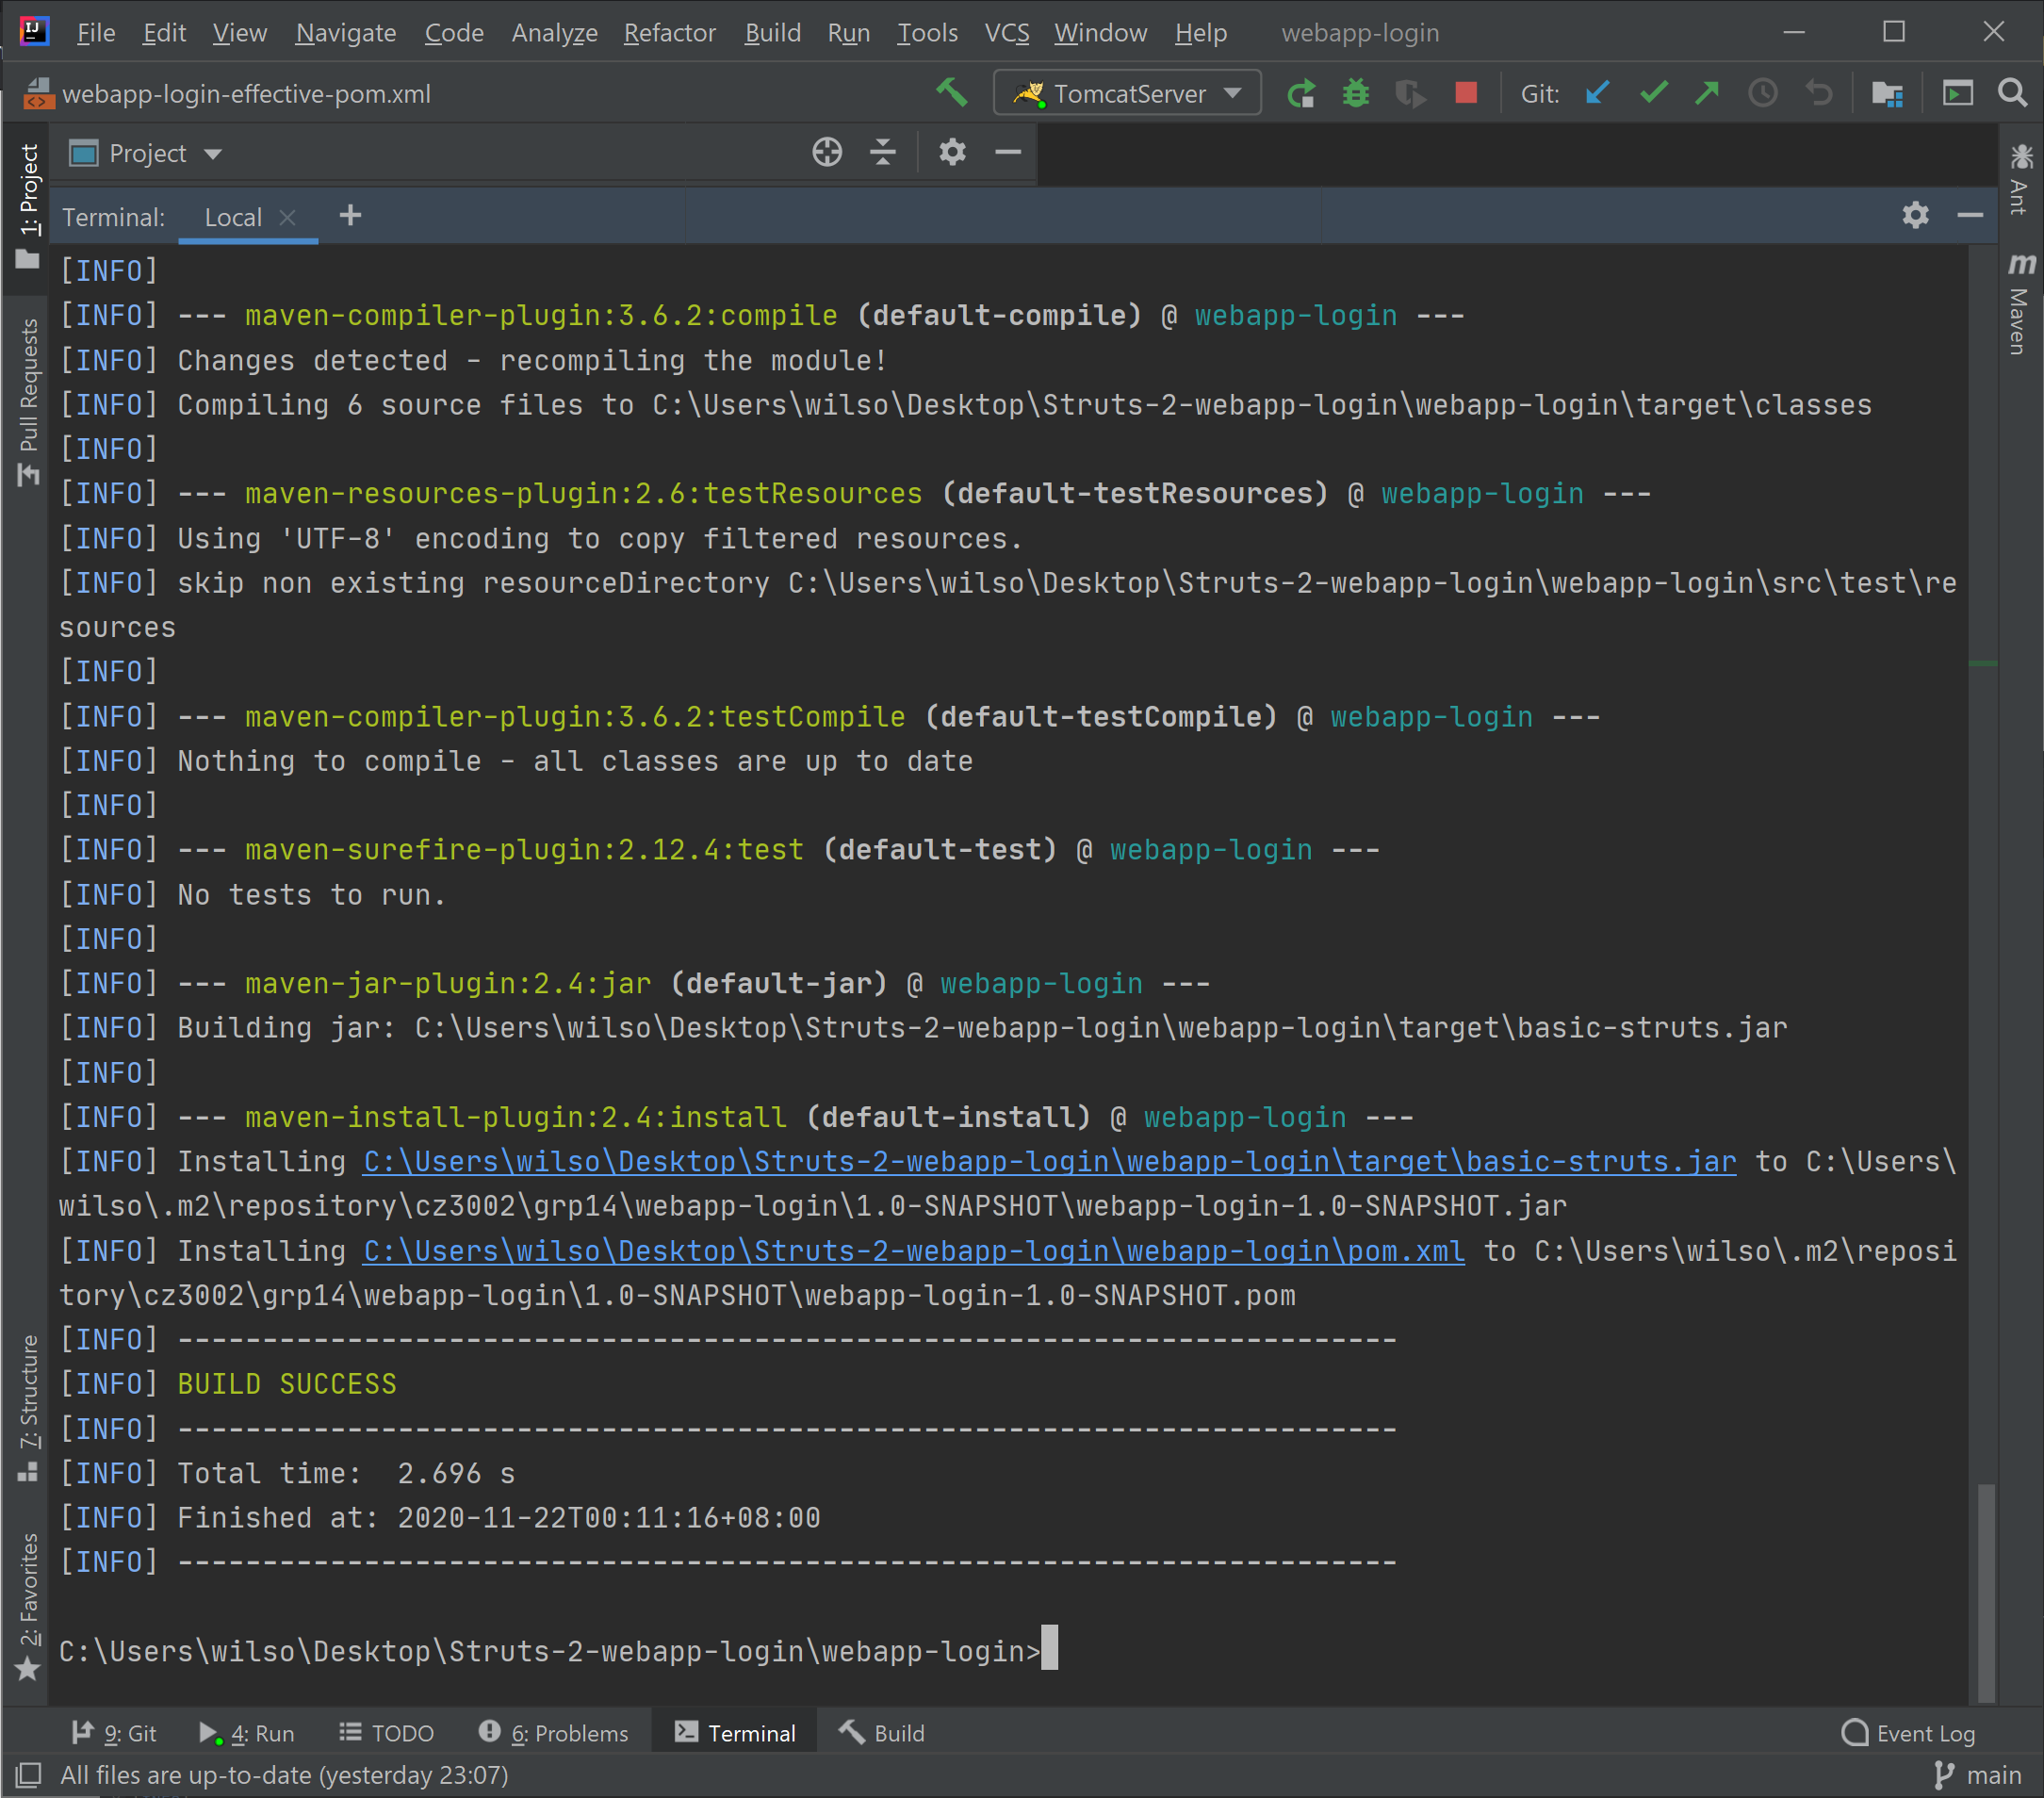 File Edit View Navigate Code Analyze Refactor Build Run Tools VCS Window Help webapp-login
webapp-login-effective-pom.xml TomcatServer Git:
Project
Terminal: Local
[INFO]
[INFO] --- maven-compiler-plugin:3.6.2:compile (default-compile) @ webapp-login ---
[INFO] Changes detected - recompiling the module!
[INFO] Compiling 6 source files to C:\Users\wilso\Desktop\Struts-2-webapp-login\webapp-login\target\classes
[INFO]
[INFO] --- maven-resources-plugin:2.6:testResources (default-testResources) @ webapp-login ---
[INFO] Using 'UTF-8' encoding to copy filtered resources.
[INFO] skip non existing resourceDirectory C:\Users\wilso\Desktop\Struts-2-webapp-login\webapp-login\src\test\re
sources
[INFO]
[INFO] --- maven-compiler-plugin:3.6.2:testCompile (default-testCompile) @ webapp-login ---
[INFO] Nothing to compile - all classes are up to date
[INFO]
[INFO] --- maven-surefire-plugin:2.12.4:test (default-test) @ webapp-login ---
[INFO] No tests to run.
[INFO]
[INFO] --- maven-jar-plugin:2.4:jar (default-jar) @ webapp-login ---
[INFO] Building jar: C:\Users\wilso\Desktop\Struts-2-webapp-login\webapp-login\target\basic-struts.jar
[INFO]
[INFO] --- maven-install-plugin:2.4:install (default-install) @ webapp-login ---
[INFO] Installing C:\Users\wilso\Desktop\Struts-2-webapp-login\webapp-login\target\basic-struts.jar to C:\Users\
wilso\.m2\repository\cz3002\grp14\webapp-login\1.0-SNAPSHOT\webapp-login-1.0-SNAPSHOT.jar
[INFO] Installing C:\Users\wilso\Desktop\Struts-2-webapp-login\webapp-login\pom.xml to C:\Users\wilso\.m2\reposi
tory\cz3002\grp14\webapp-login\1.0-SNAPSHOT\webapp-login-1.0-SNAPSHOT.pom
[INFO] ------------------------------------------------------------------------
[INFO] BUILD SUCCESS
[INFO] ------------------------------------------------------------------------
[INFO] Total time:  2.696 s
[INFO] Finished at: 2020-11-22T00:11:16+08:00
[INFO] ------------------------------------------------------------------------
C:\Users\wilso\Desktop\Struts-2-webapp-login\webapp-login>
1: Project
Pull Requests
7: Structure
2: Favorites
Ant
m Maven
9: Git 4: Run TODO 6: Problems Terminal Build Event Log
All files are up-to-date (yesterday 23:07) main